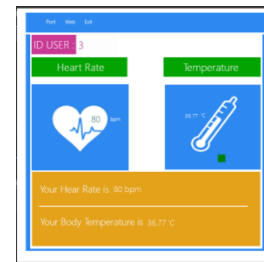 Port Web Exit
ID USER : 3
Heart Rate Temperature
80 bpm
36.77 °C
Your Hear Rate is 80 bpm
Your Body Temperature is 36.77 °C